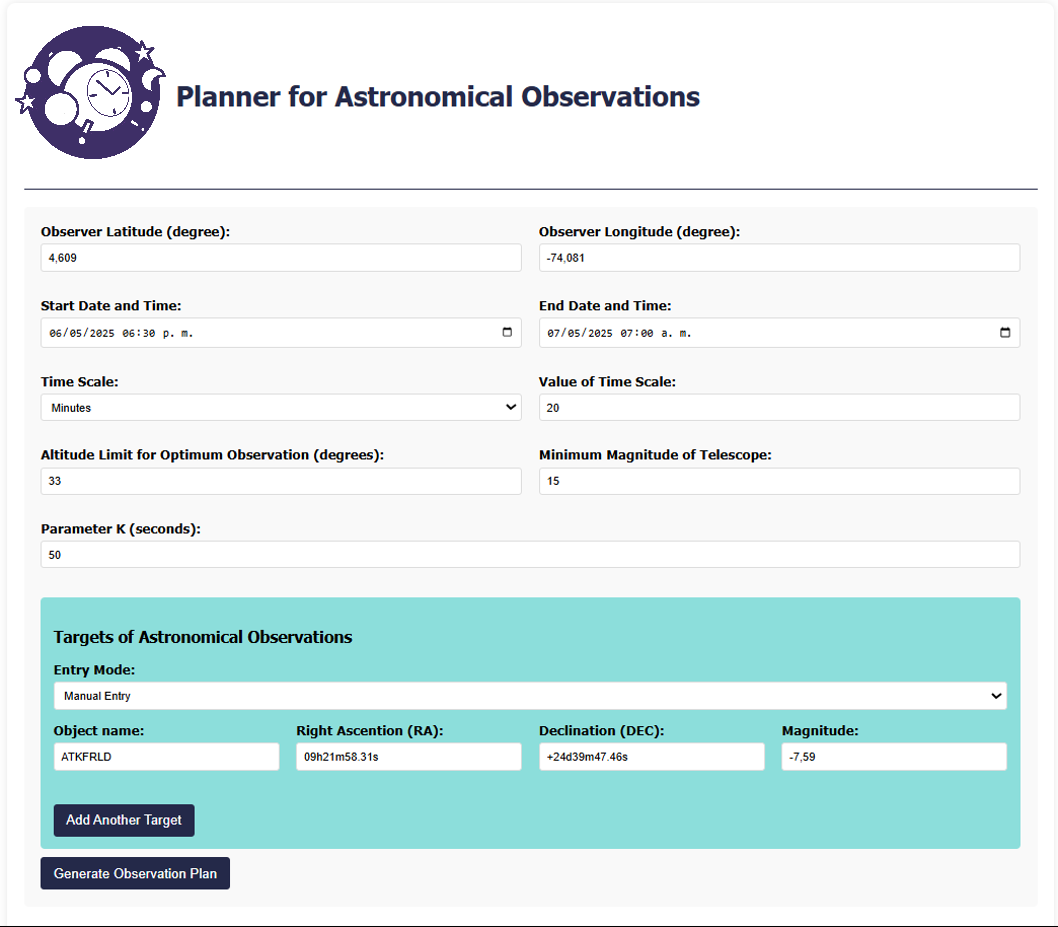 Planner for Astronomical Observations
Observer Latitude (degree): Observer Longitude (degree):
4,609 -74,081
Start Date and Time: End Date and Time:
06/05/2025 06:30 p. m. 07/05/2025 07:00 a. m.
Time Scale: Value of Time Scale:
Minutes 20
Altitude Limit for Optimum Observation (degrees): Minimum Magnitude of Telescope:
33 15
Parameter K (seconds):
50
Targets of Astronomical Observations
Entry Mode:
Manual Entry
Object name: Right Ascention (RA): Declination (DEC): Magnitude:
ATKFRLD 09h21m58.31s +24d39m47.46s -7,59
Add Another Target
Generate Observation Plan